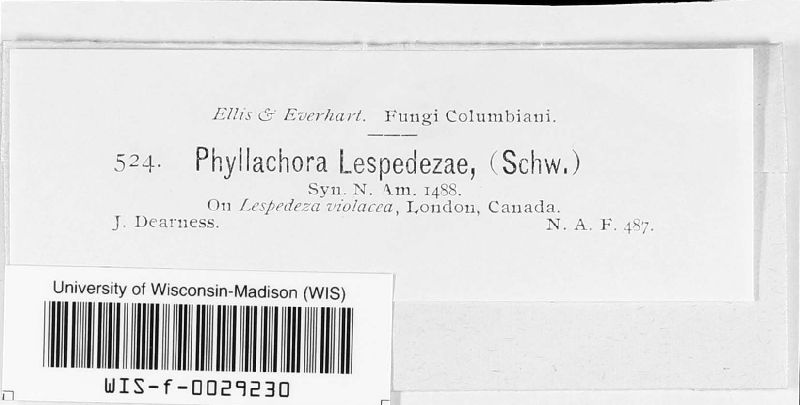 Ellis & Everhart. Fungi Columbiani.
524. Phyllachora Lespedezae, (Schw.)
Syn. N. Am. 1488.
On Lespedeza violacea, London, Canada.
J. Dearness. N. A. F. 487.
University of Wisconsin-Madison (WIS)
WIS-f-0029230